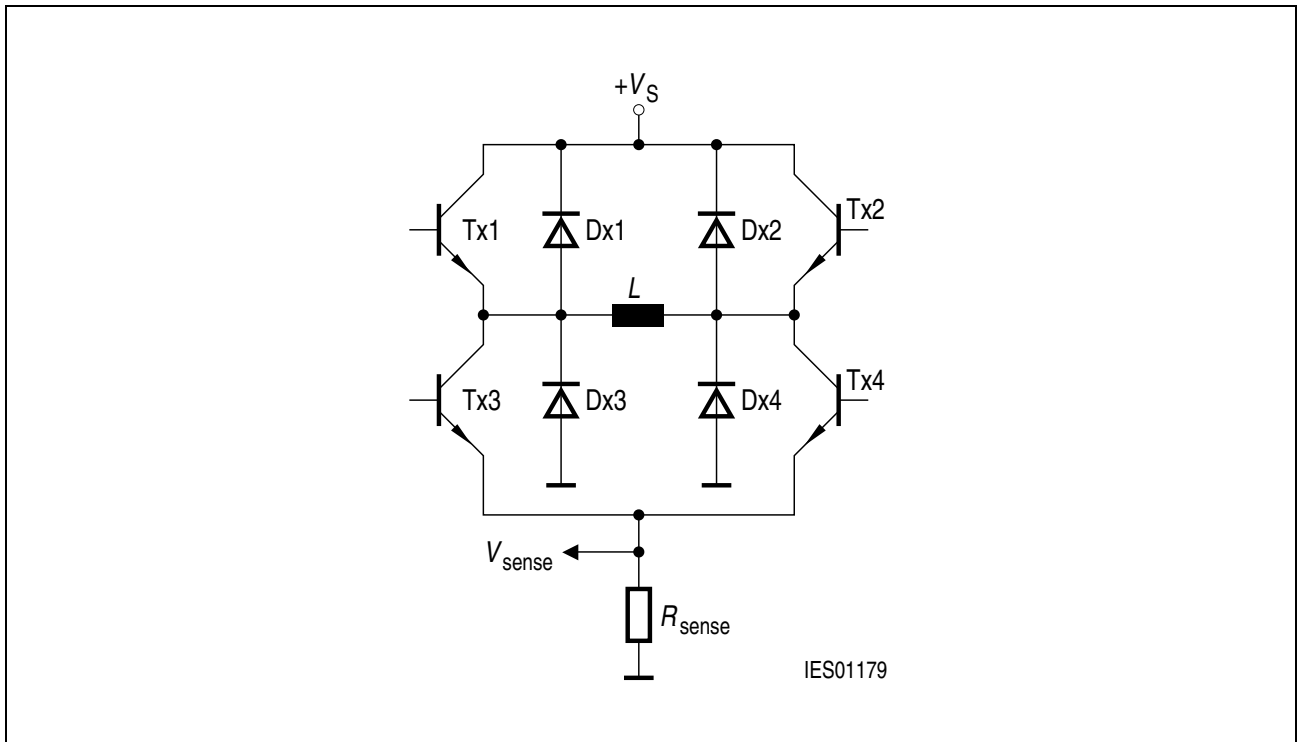 +VS
Tx1 Dx1 Dx2 Tx2
L
Tx3 Dx3 Dx4 Tx4
Vsense
Rsense
IES01179